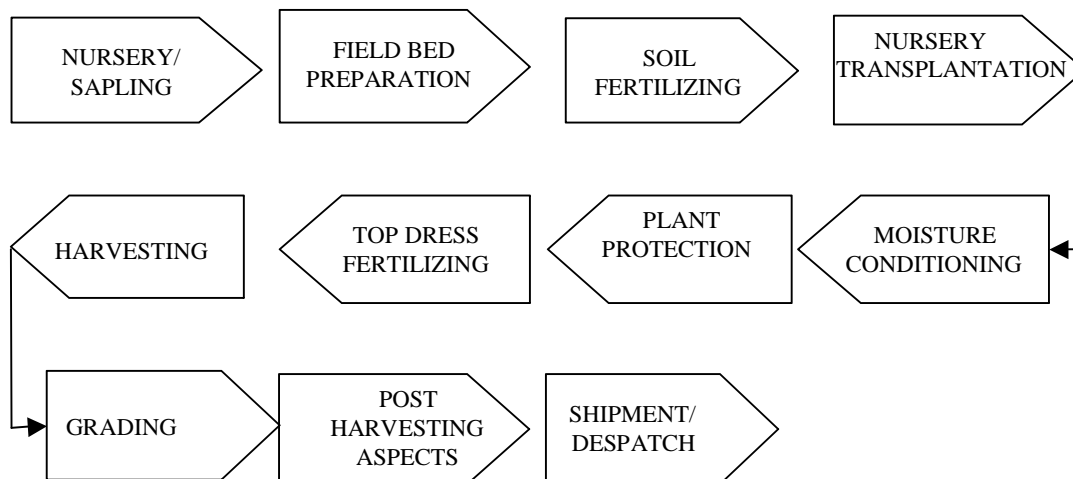 NURSERY/
SAPLING
FIELD BED
PREPARATION
SOIL
FERTILIZING
NURSERY
TRANSPLANTATION
MOISTURE
CONDITIONING
PLANT
PROTECTION
TOP DRESS
FERTILIZING
HARVESTING
GRADING
POST
HARVESTING
ASPECTS
SHIPMENT/
DESPATCH